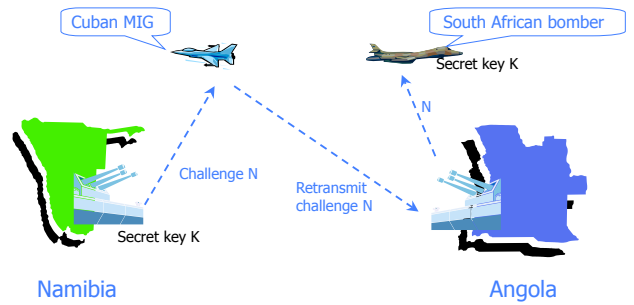 Cuban MIG
South African bomber
Secret key K
N
Challenge N
Retransmit
challenge N
Secret key K
Namibia
Angola